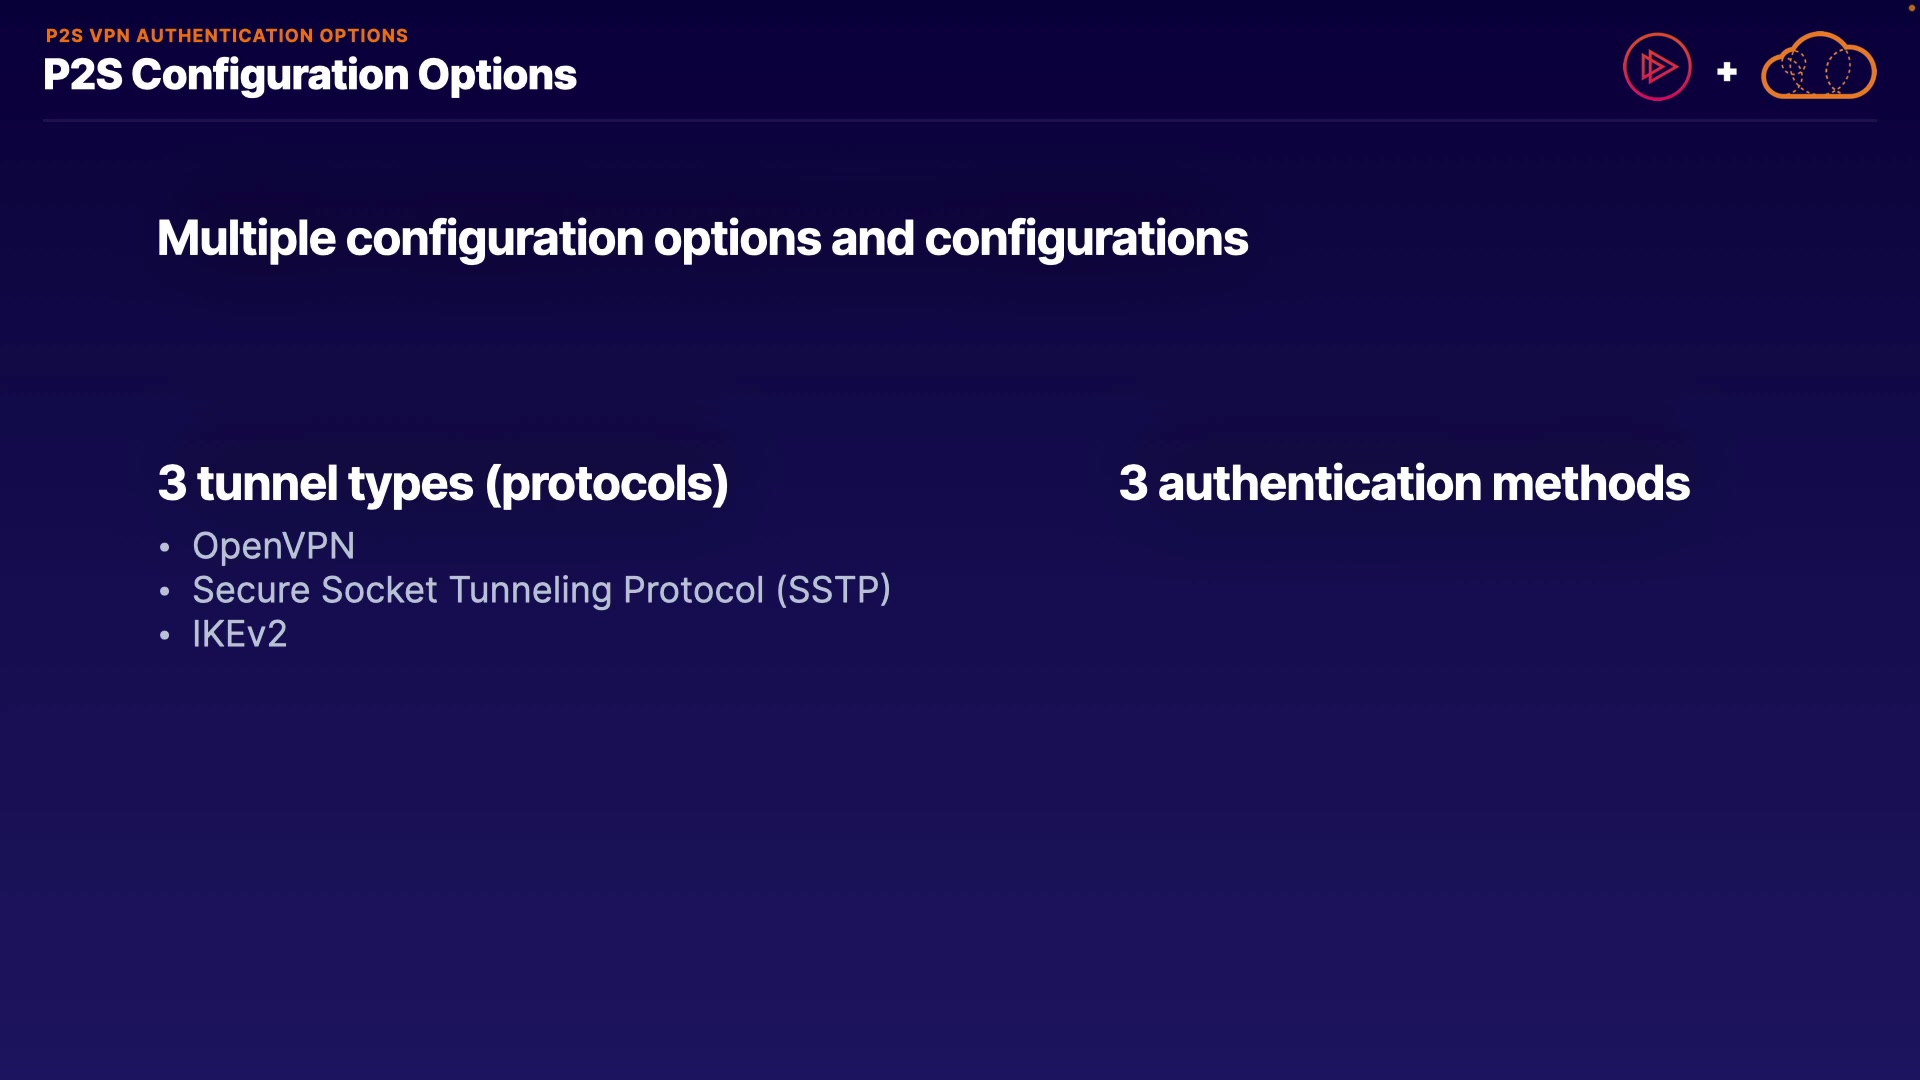 P2S VPN AUTHENTICATION OPTIONS
P2S Configuration Options
+
Multiple configuration options and configurations
3 tunnel types (protocols)
• OpenVPN
• Secure Socket Tunneling Protocol (SSTP)
• IKEv2
3 authentication methods